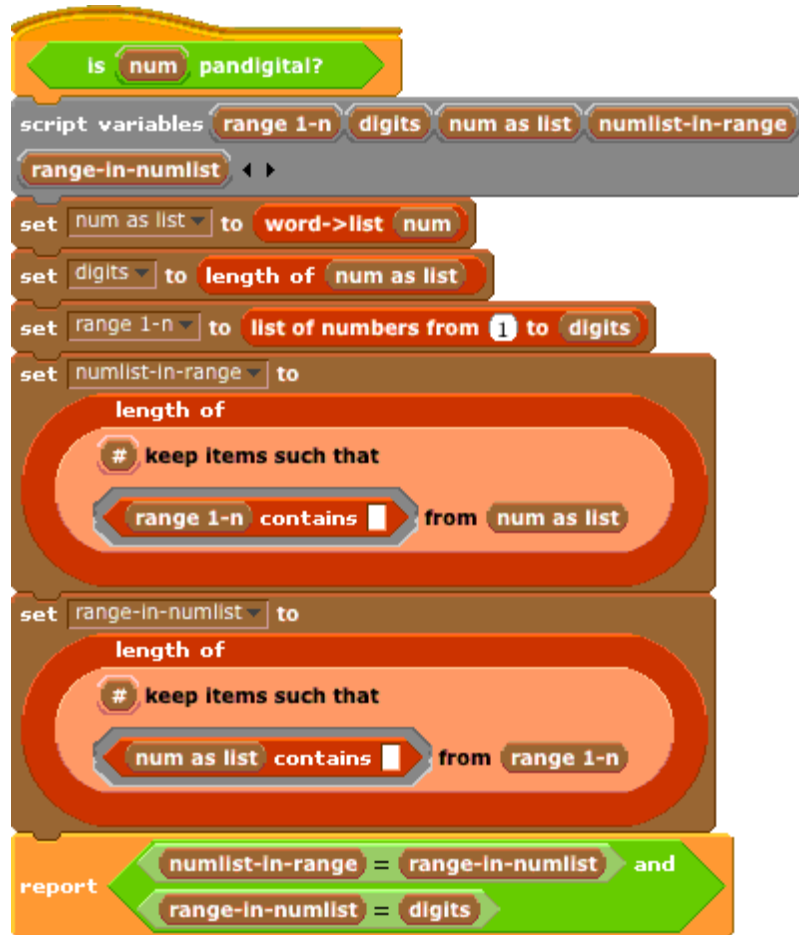 is num pandigital?
script variables range 1-n digits num as list numlist-in-range
range-in-numlist
set num as list to word->list num
set digits to length of num as list
set range 1-n to list of numbers from 1 to digits
set numlist-in-range to
length of
# keep items such that
range 1-n contains from num as list
set range-in-numlist to
length of
# keep items such that
num as list contains from range 1-n
numlist-in-range = range-in-numlist and
report
range-in-numlist = digits